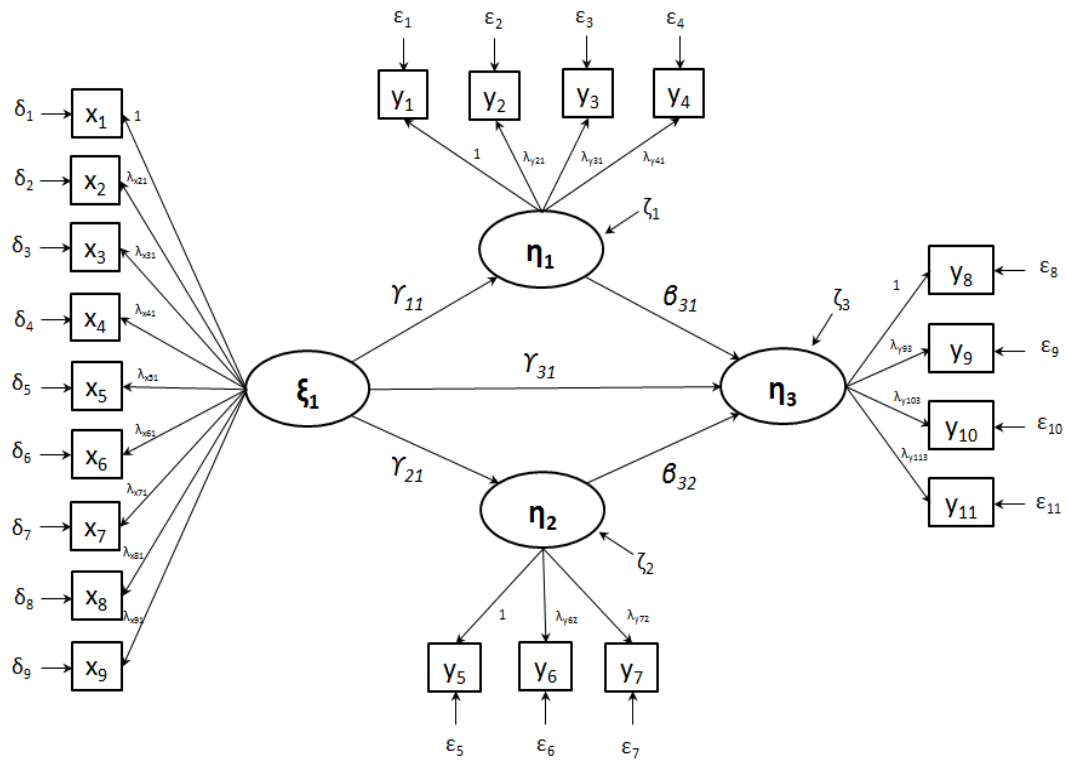 ε₁ ε₂ ε₃ ε₄
y₁ y₂ y₃ y₄
1 λy21 λy31 λy41
δ₁ x₁ 1
δ₂ x₂ λx21
δ₃ x₃ λx31
δ₄ x₄ λx41
δ₅ x₅ λx51
δ₆ x₆ λx61
δ₇ x₇ λx71
δ₈ x₈ λx81
δ₉ x₉ λx91
η₁ ζ₁
ϒ₁₁ ϐ₃₁
ξ₁ ϒ₃₁ η₃ ζ₃
ϒ₂₁ ϐ₃₂
η₂ ζ₂
1 y₈ ε₈
λy93 y₉ ε₉
λy103 y₁₀ ε₁₀
λy113 y₁₁ ε₁₁
1 λy62 λy72
y₅ y₆ y₇
ε₅ ε₆ ε₇